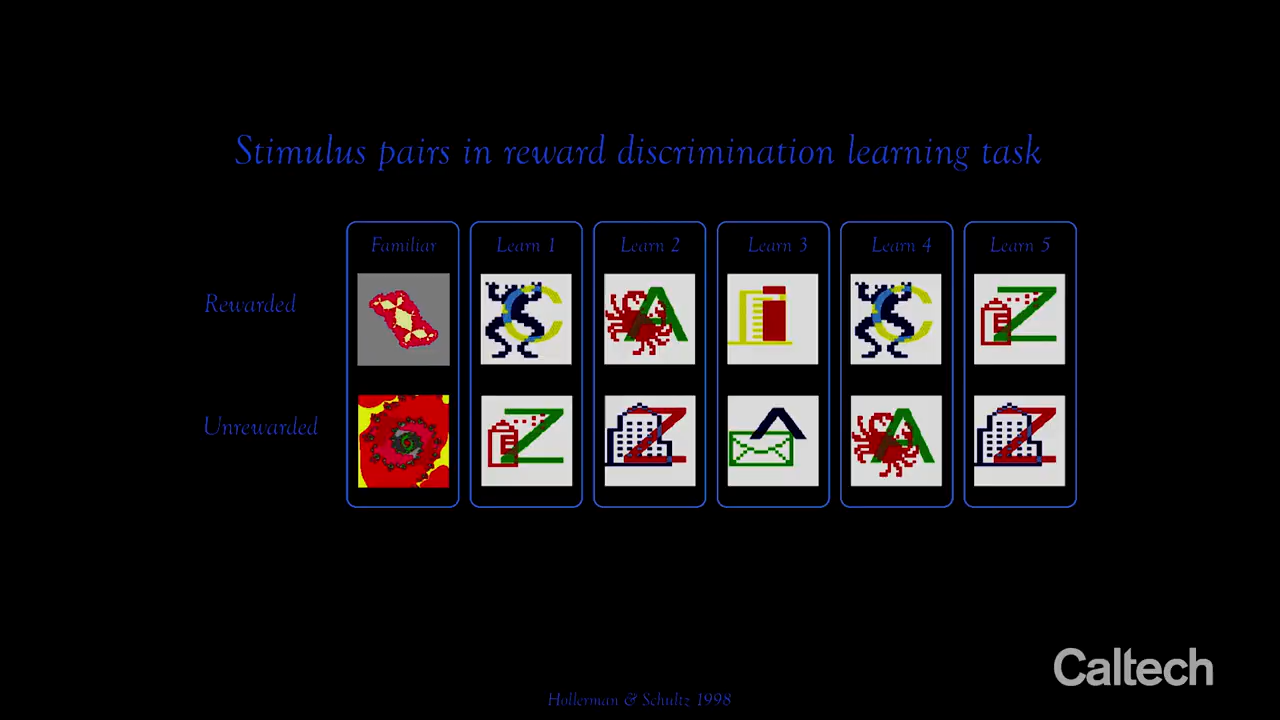 Stimulus pairs in reward discrimination learning task
Familiar Learn 1 Learn 2 Learn 3 Learn 4 Learn 5
Rewarded
C A Z
Unrewarded
Z Z A Z
Caltech
Hollerman & Schultz 1998